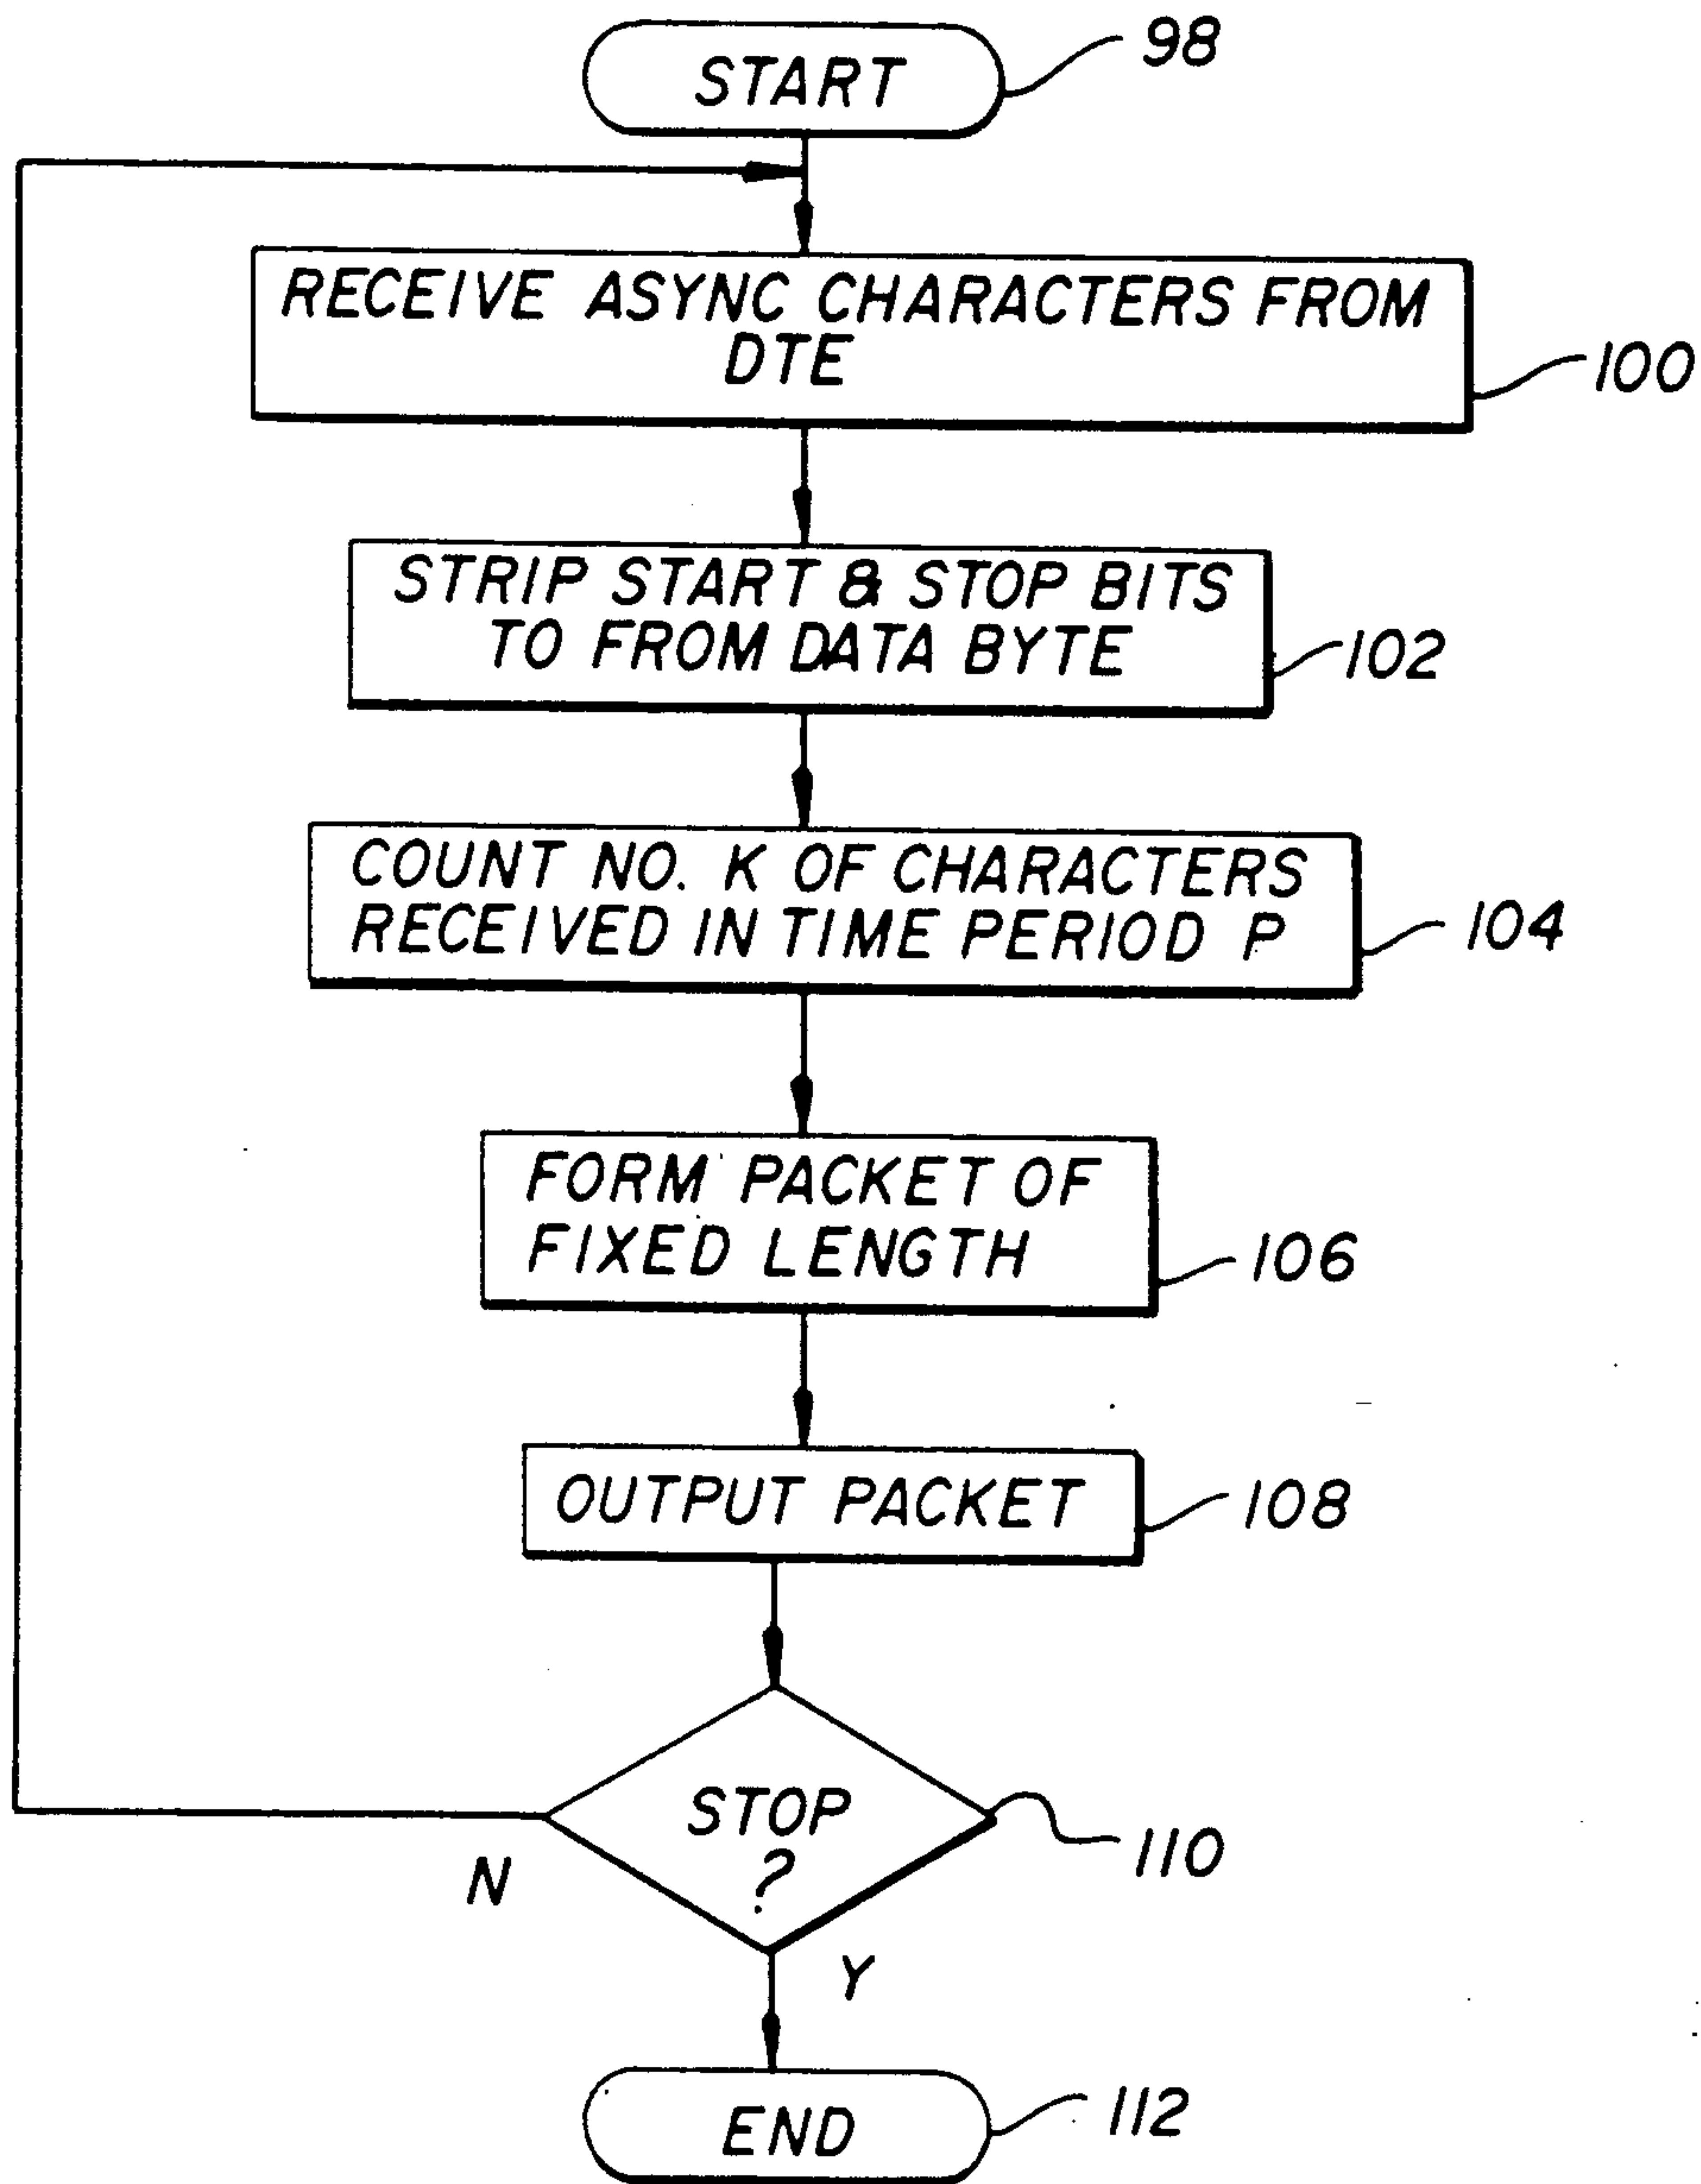 START
98
RECEIVE ASYNC CHARACTERS FROM
DTE
100
STRIP START & STOP BITS
TO FROM DATA BYTE
102
COUNT NO. K OF CHARACTERS
RECEIVED IN TIME PERIOD P
104
FORM PACKET OF
FIXED LENGTH
106
OUTPUT PACKET
108
STOP
?
110
N
Y
END
112